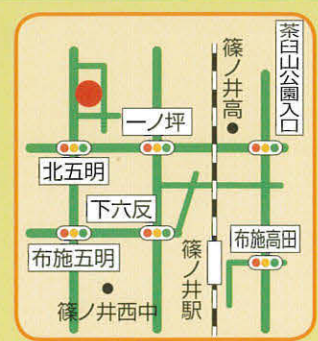 茶臼山公園入口
篠ノ井高
一ノ坪
北五明
下六反
布施五明
布施高田
篠ノ井駅
篠ノ井西中